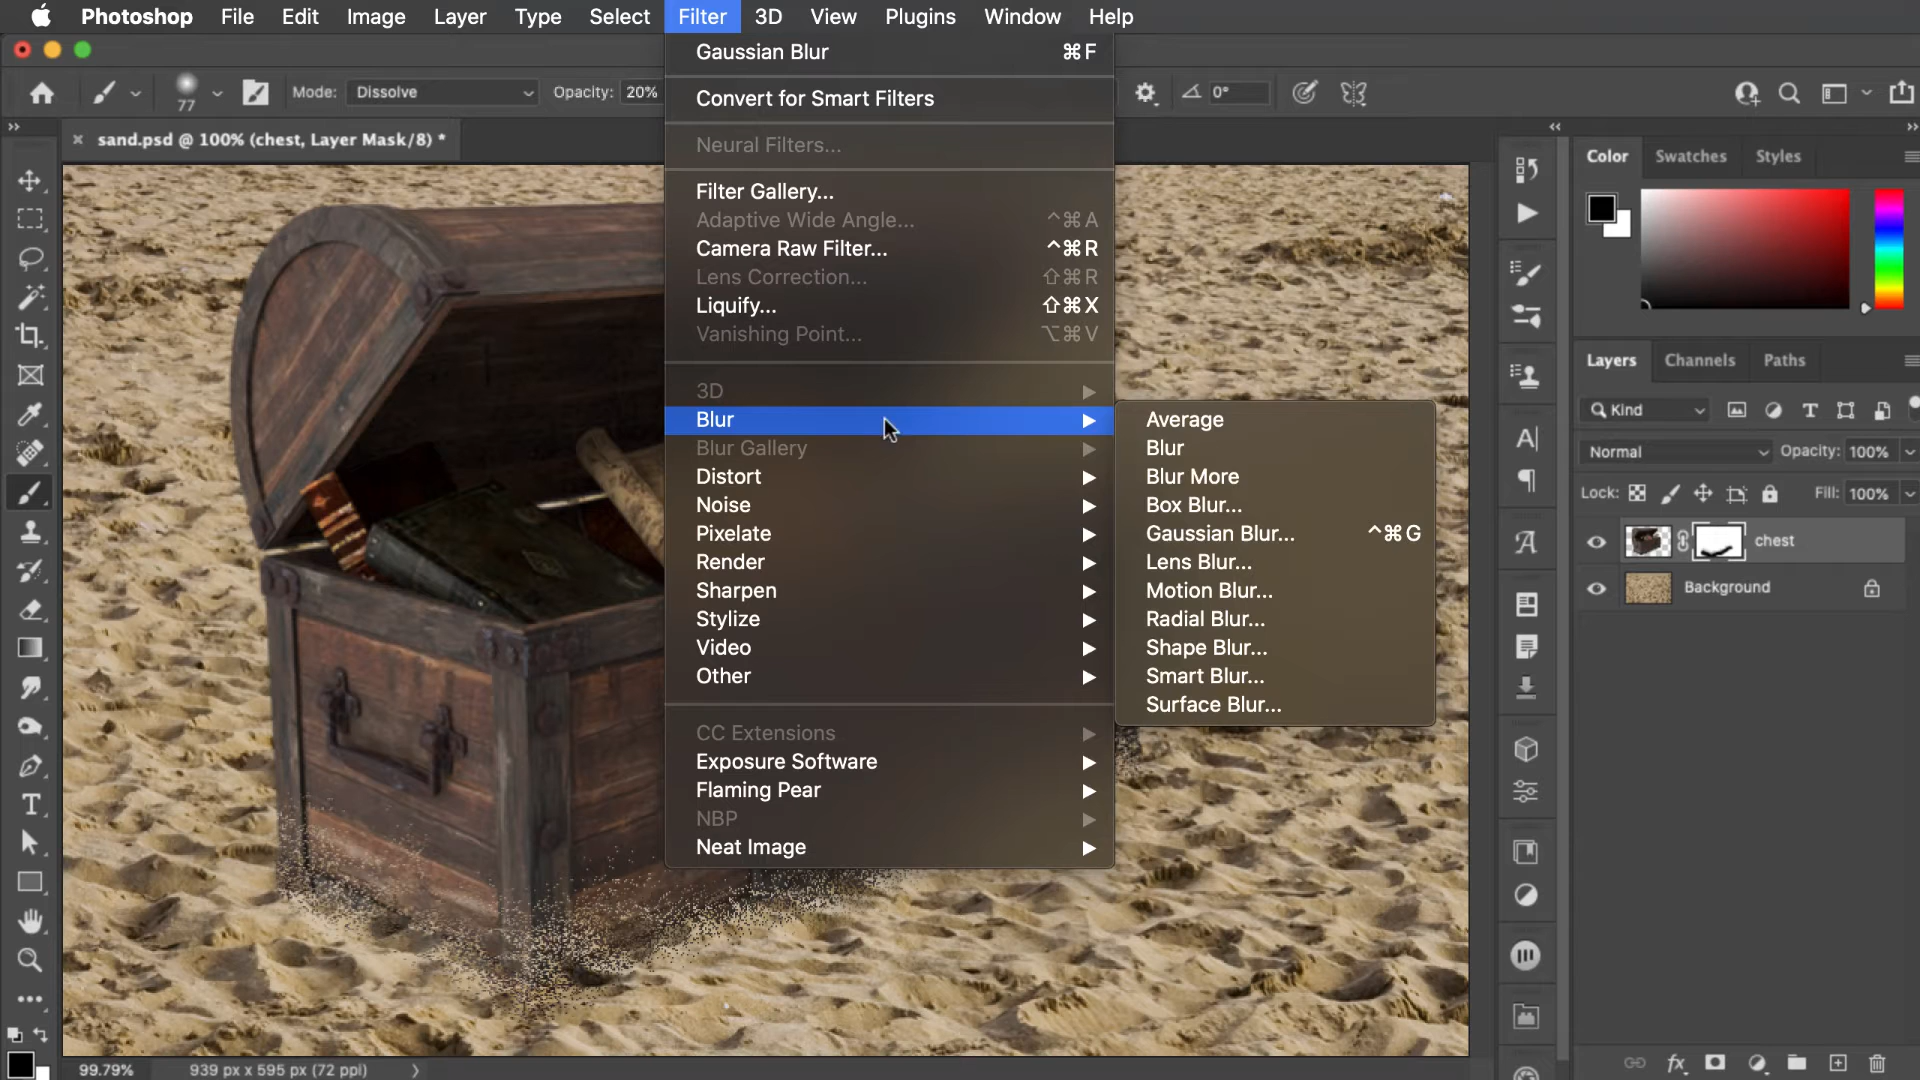 Photoshop File Edit Image Layer Type Select Filter 3D View Plugins Window Help
77 Mode: Dissolve Opacity: 20% 0°
sand.psd @ 100% (chest, Layer Mask/8) *
Gaussian Blur ⌘F
Convert for Smart Filters
Neural Filters...
Filter Gallery...
Adaptive Wide Angle... ^⌘A
Camera Raw Filter... ^⌘R
Lens Correction... ⇧⌘R
Liquify... ⇧⌘X
Vanishing Point... ⌥⌘V
3D
Blur
Blur Gallery
Distort
Noise
Pixelate
Render
Sharpen
Stylize
Video
Other
CC Extensions
Exposure Software
Flaming Pear
NBP
Neat Image
Average
Blur
Blur More
Box Blur...
Gaussian Blur... ^⌘G
Lens Blur...
Motion Blur...
Radial Blur...
Shape Blur...
Smart Blur...
Surface Blur...
Color Swatches Styles
Layers Channels Paths
Kind
Normal Opacity: 100%
Lock: Fill: 100%
chest
Background
99.79% 939 px x 595 px (72 ppi)